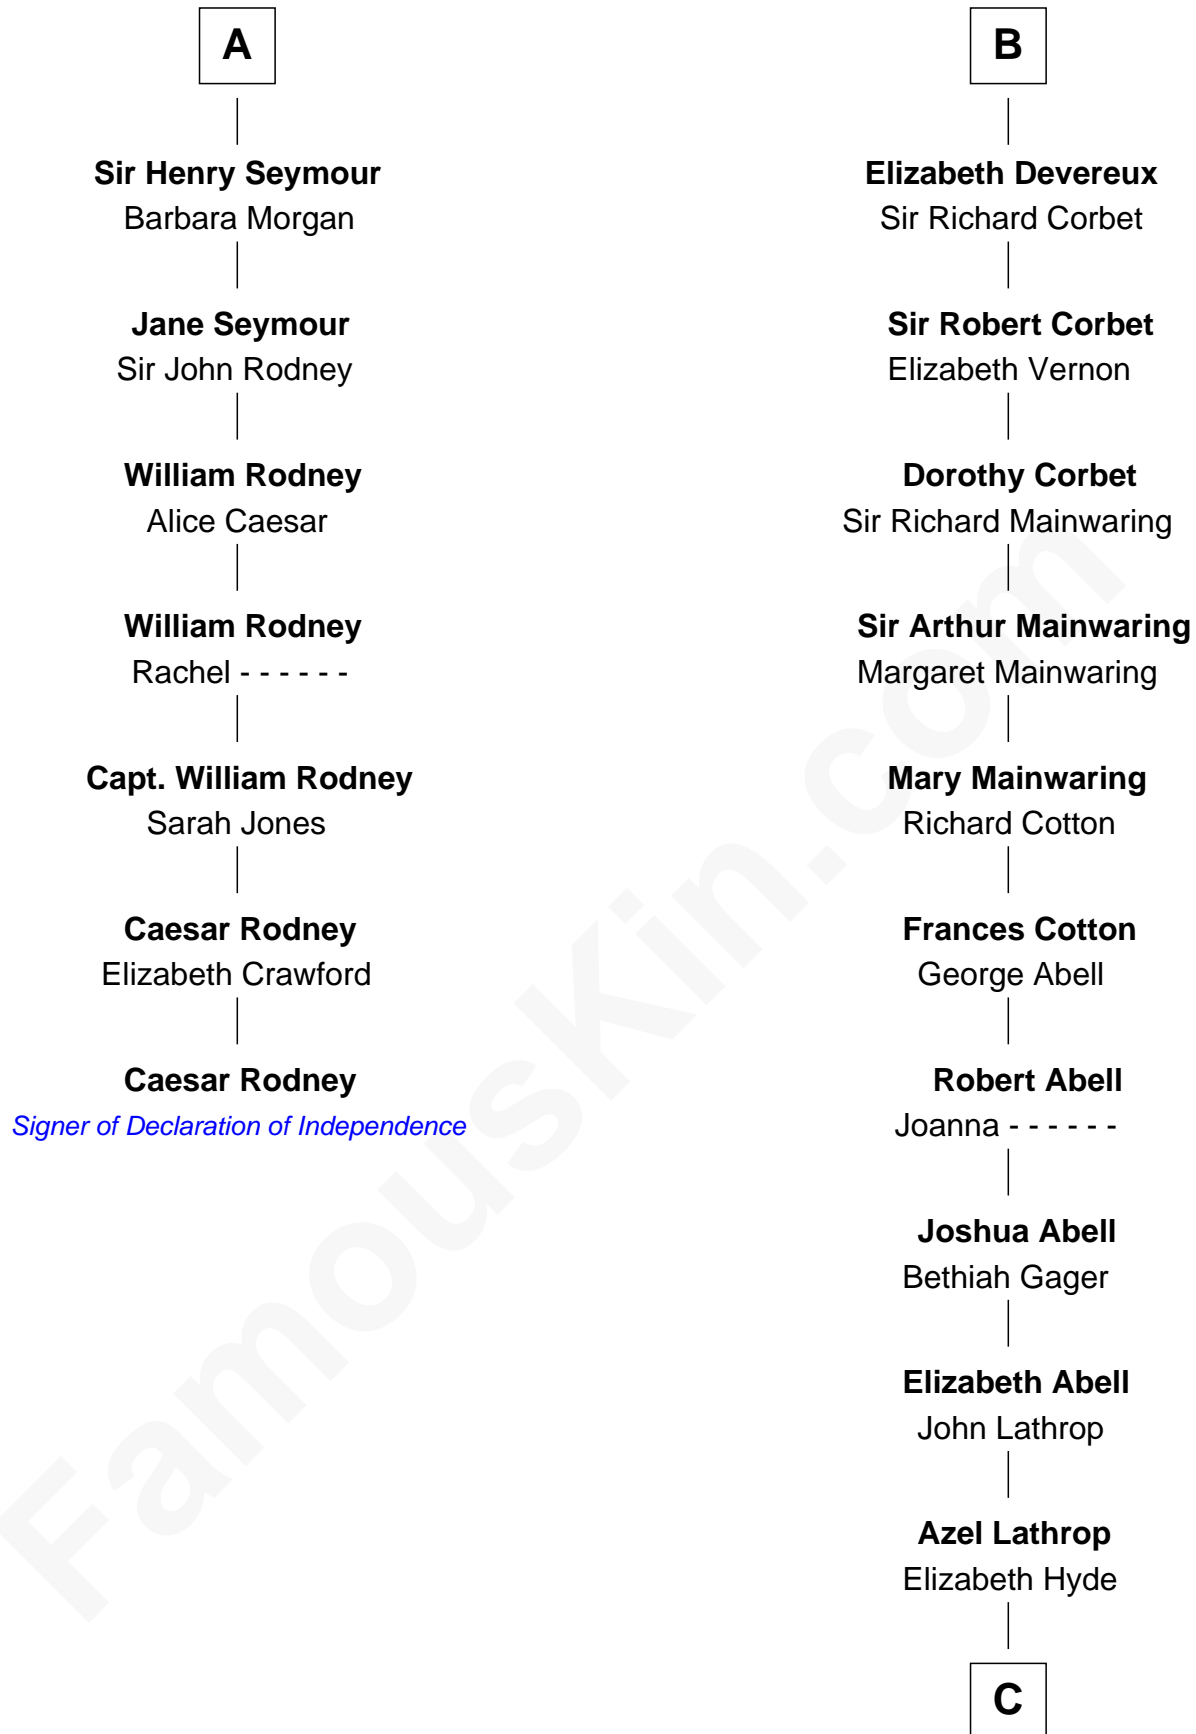 A
Sir Henry Seymour
Barbara Morgan
Jane Seymour
Sir John Rodney
William Rodney
Alice Caesar
William Rodney
Rachel - - - - - -
Capt. William Rodney
Sarah Jones
Caesar Rodney
Elizabeth Crawford
Caesar Rodney
Signer of Declaration of Independence
B
Elizabeth Devereux
Sir Richard Corbet
Sir Robert Corbet
Elizabeth Vernon
Dorothy Corbet
Sir Richard Mainwaring
Sir Arthur Mainwaring
Margaret Mainwaring
Mary Mainwaring
Richard Cotton
Frances Cotton
George Abell
Robert Abell
Joanna - - - - - -
Joshua Abell
Bethiah Gager
Elizabeth Abell
John Lathrop
Azel Lathrop
Elizabeth Hyde
C
FamousKin.com